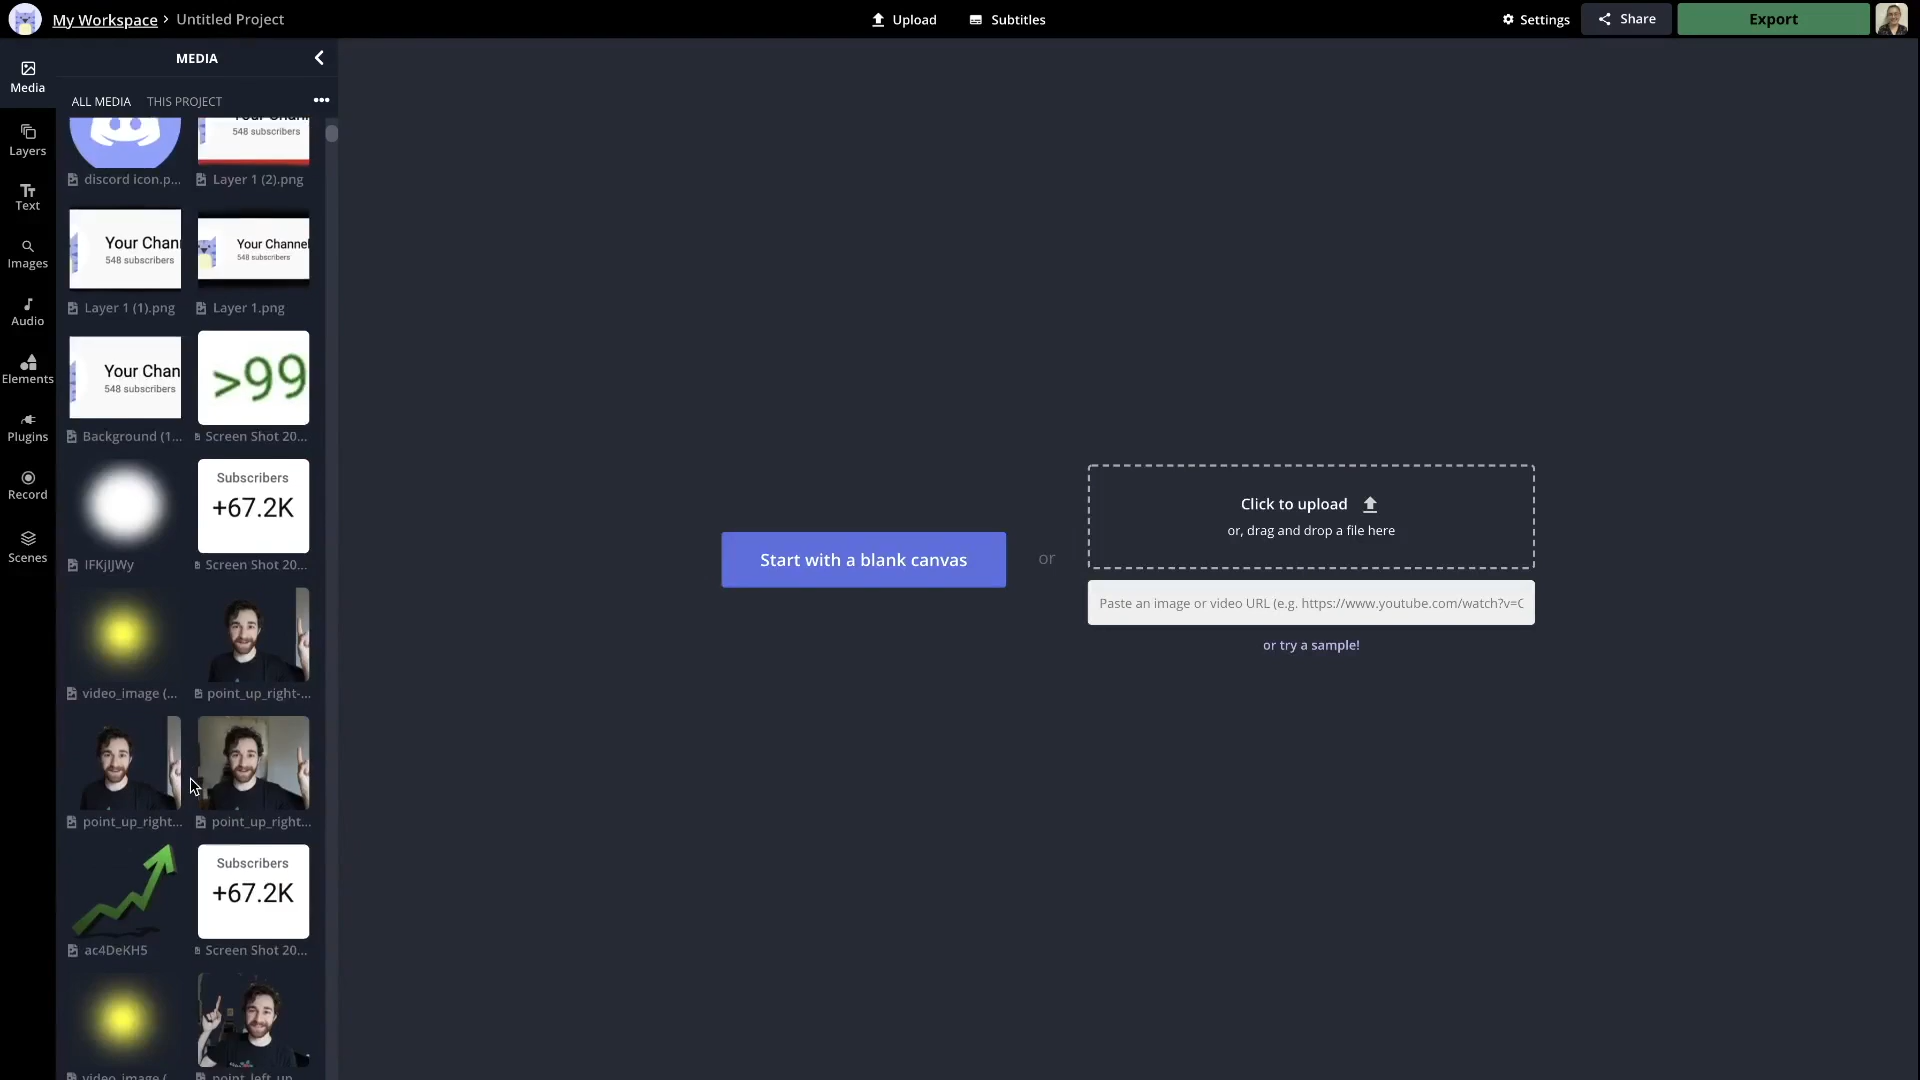 My Workspace › Untitled Project
Upload
Subtitles
Settings
Share
Export
MEDIA
Media
ALL MEDIA
THIS PROJECT
•••
548 subscribers
Layers
discord icon.p...
Layer 1 (2).png
Text
Your Chan
548 subscribers
Your Channel
548 subscribers
Images
Layer 1 (1).png
Layer 1.png
Audio
Your Chan
548 subscribers
>99
Elements
Background (1...
Screen Shot 20...
Plugins
Subscribers
+67.2K
Record
Scenes
IFKjIJWy
Screen Shot 20...
video_image (...
point_up_right-...
point_up_right...
point_up_right...
Subscribers
+67.2K
ac4DeKH5
Screen Shot 20...
Start with a blank canvas
or
Click to upload
or, drag and drop a file here
Paste an image or video URL (e.g. https://www.youtube.com/watch?v=C
or try a sample!